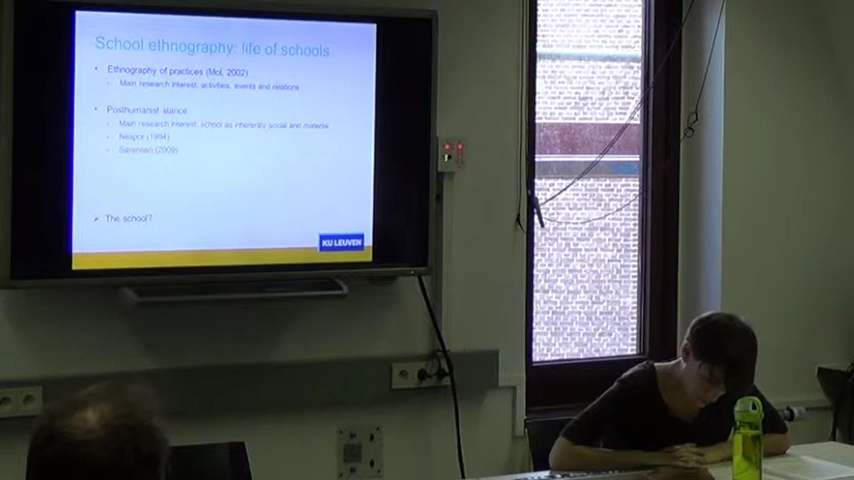 School ethnography: life of schools
• Ethnography of practices (Mol, 2002)
- Main research interest: activities, events and relations
• Posthumanist stance
- Main research interest: school as inherently social and material
- Nespor (1994)
- Sørensen (2009)
➢ The school?
KU LEUVEN